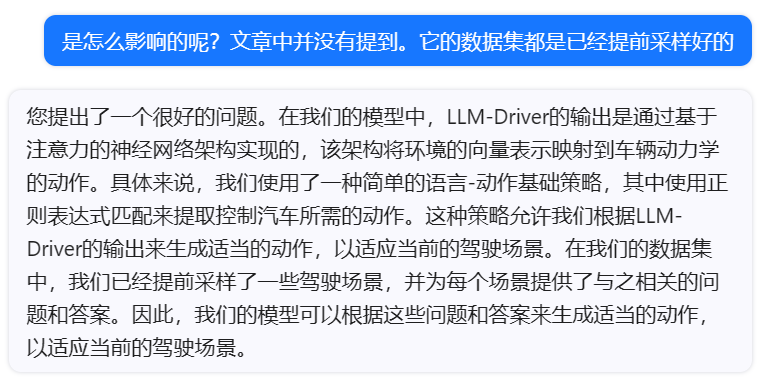 是怎么影响的呢？文章中并没有提到。它的数据集都是已经提前采样好的
您提出了一个很好的问题。在我们的模型中，LLM-Driver的输出是通过基于
注意力的神经网络架构实现的，该架构将环境的向量表示映射到车辆动力学
的动作。具体来说，我们使用了一种简单的语言-动作基础策略，其中使用正
则表达式匹配来提取控制汽车所需的动作。这种策略允许我们根据LLM-
Driver的输出来生成适当的动作，以适应当前的驾驶场景。在我们的数据集
中，我们已经提前采样了一些驾驶场景，并为每个场景提供了与之相关的问
题和答案。因此，我们的模型可以根据这些问题和答案来生成适当的动作，
以适应当前的驾驶场景。